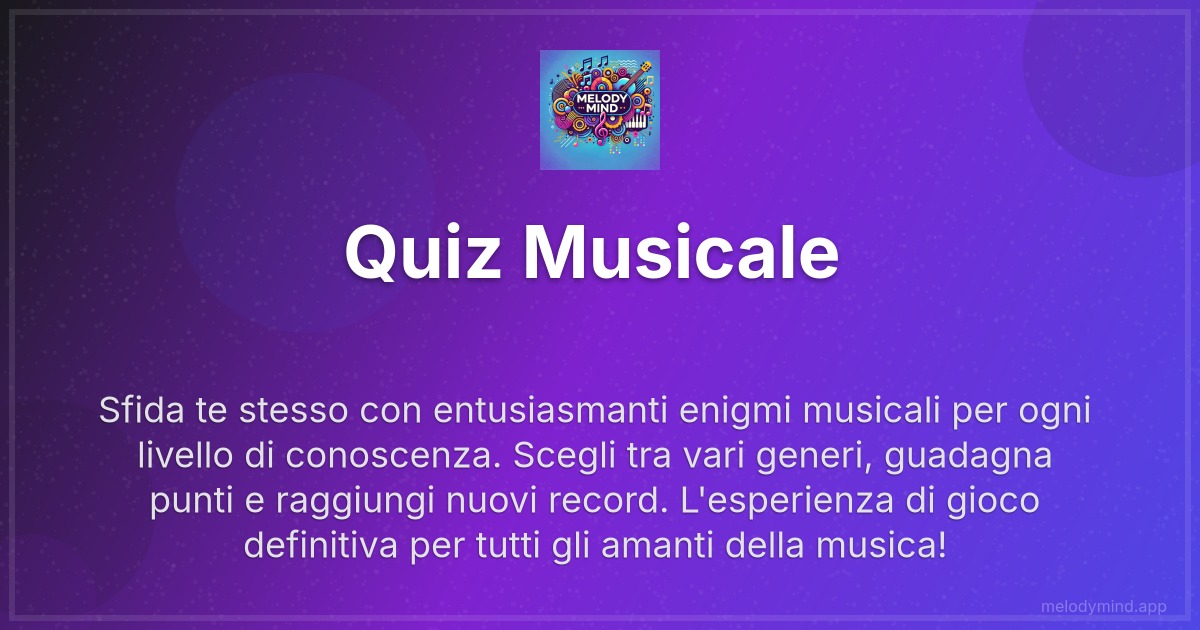 MELODY
MIND
Quiz Musicale
Sfida te stesso con entusiasmanti enigmi musicali per ogni
livello di conoscenza. Scegli tra vari generi, guadagna
punti e raggiungi nuovi record. L'esperienza di gioco
definitiva per tutti gli amanti della musica!
melodymind.app